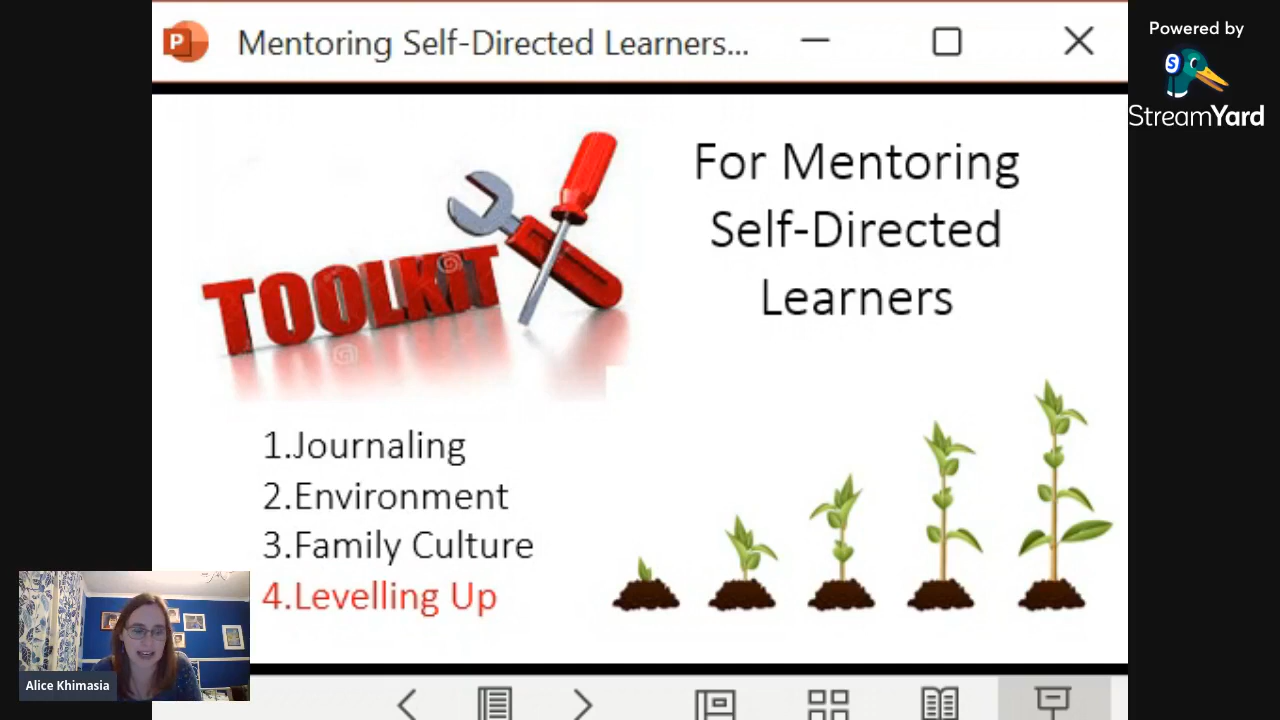 Mentoring Self-Directed Learners...
Powered by
StreamYard
TOOLKIT
For Mentoring
Self-Directed
Learners
1.Journaling
2.Environment
3.Family Culture
4.Levelling Up
Alice Khimasia